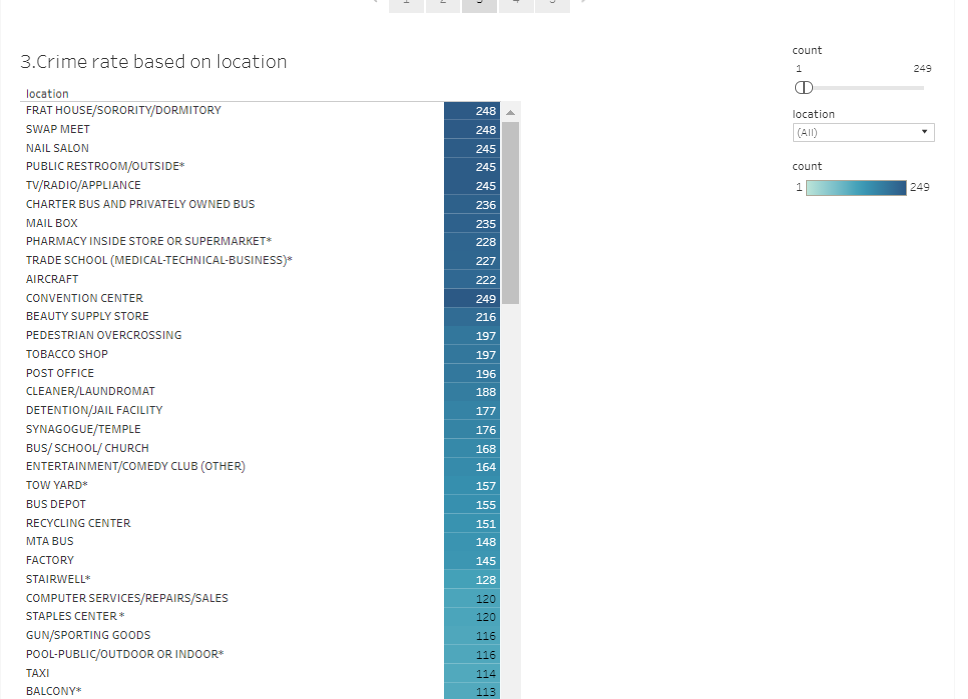 3.Crime rate based on location
count
1 249
location
(All)
count
1 249
location
FRAT HOUSE/SORORITY/DORMITORY 248
SWAP MEET 248
NAIL SALON 245
PUBLIC RESTROOM/OUTSIDE* 245
TV/RADIO/APPLIANCE 245
CHARTER BUS AND PRIVATELY OWNED BUS 236
MAIL BOX 235
PHARMACY INSIDE STORE OR SUPERMARKET* 228
TRADE SCHOOL (MEDICAL-TECHNICAL-BUSINESS)* 227
AIRCRAFT 222
CONVENTION CENTER 249
BEAUTY SUPPLY STORE 216
PEDESTRIAN OVERCROSSING 197
TOBACCO SHOP 197
POST OFFICE 196
CLEANER/LAUNDROMAT 188
DETENTION/JAIL FACILITY 177
SYNAGOGUE/TEMPLE 176
BUS/ SCHOOL/ CHURCH 168
ENTERTAINMENT/COMEDY CLUB (OTHER) 164
TOW YARD* 157
BUS DEPOT 155
RECYCLING CENTER 151
MTA BUS 148
FACTORY 145
STAIRWELL* 128
COMPUTER SERVICES/REPAIRS/SALES 120
STAPLES CENTER * 120
GUN/SPORTING GOODS 116
POOL-PUBLIC/OUTDOOR OR INDOOR* 116
TAXI 114
BALCONY* 113